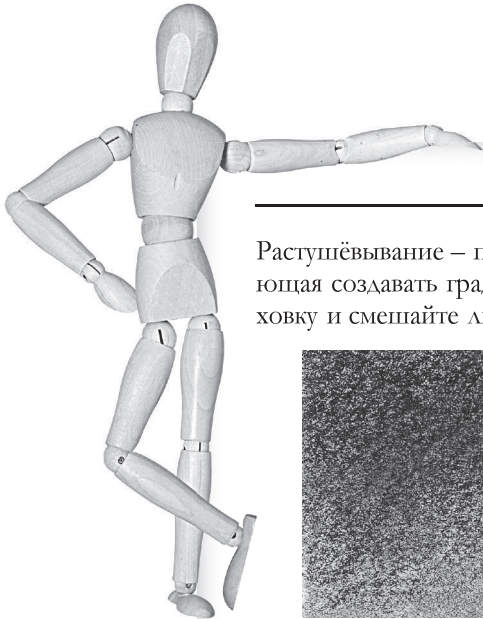 Растушёвывание –
ющая создавать
ховку и смешайте